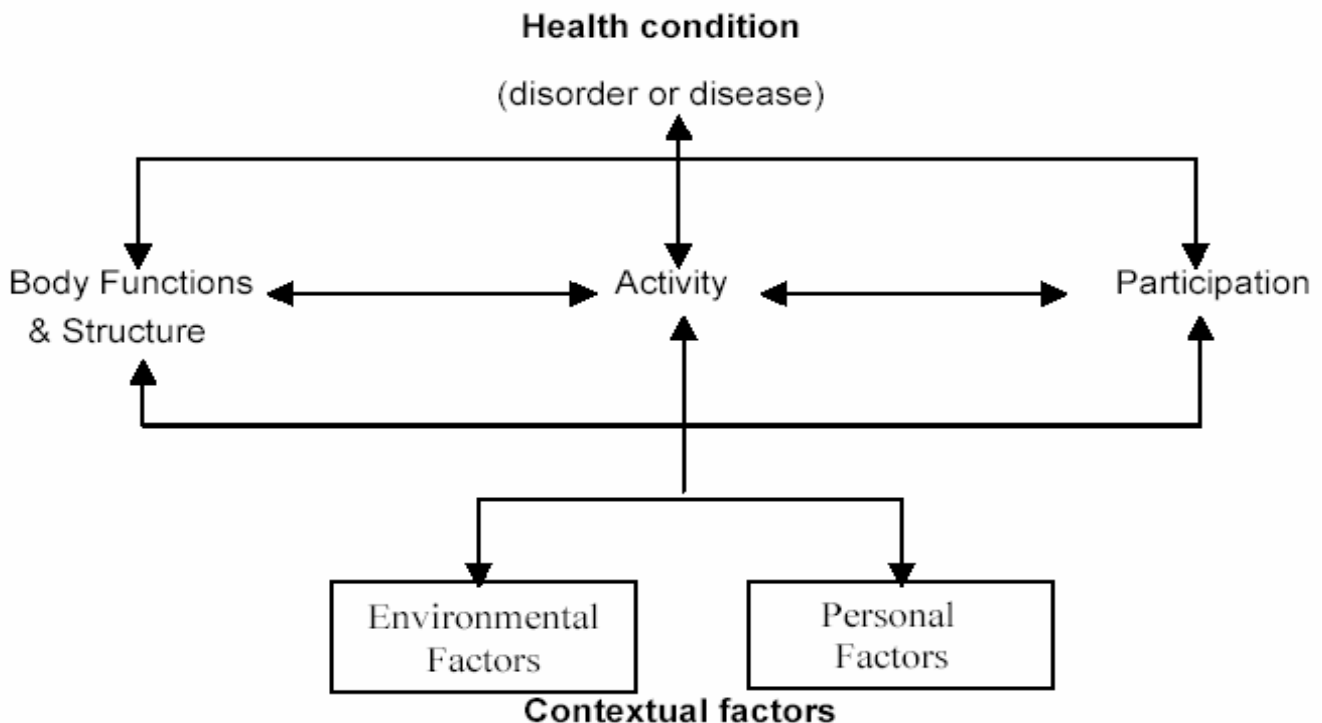 Health condition
(disorder or disease)
Body Functions
& Structure
Activity
Participation
Environmental
Factors
Personal
Factors
Contextual factors